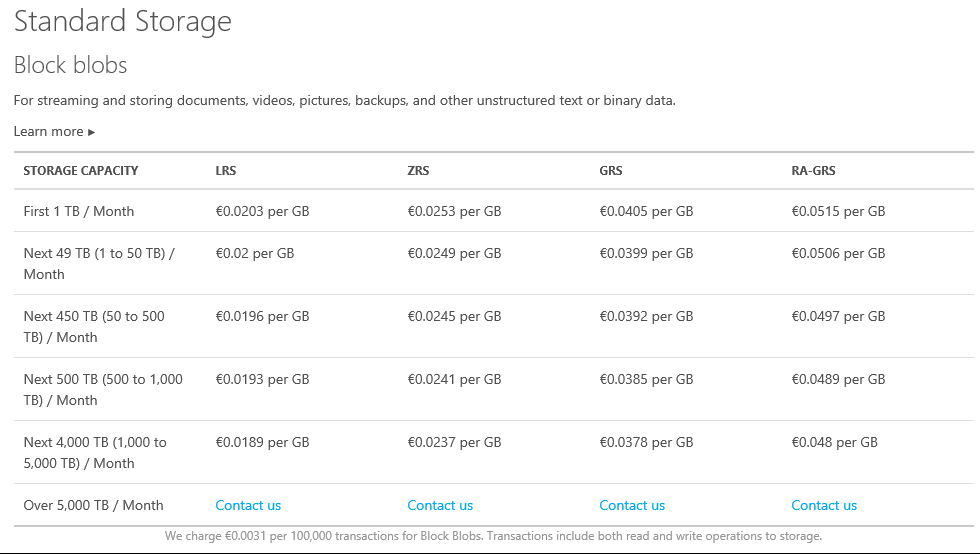 Standard Storage
Block blobs
For streaming and storing documents, videos, pictures, backups, and other unstructured text or binary data.
Learn more ▸
STORAGE CAPACITY LRS ZRS GRS RA-GRS
First 1 TB / Month €0.0203 per GB €0.0253 per GB €0.0405 per GB €0.0515 per GB
Next 49 TB (1 to 50 TB) / €0.02 per GB €0.0249 per GB €0.0399 per GB €0.0506 per GB
Month
Next 450 TB (50 to 500 €0.0196 per GB €0.0245 per GB €0.0392 per GB €0.0497 per GB
TB) / Month
Next 500 TB (500 to 1,000 €0.0193 per GB €0.0241 per GB €0.0385 per GB €0.0489 per GB
TB) / Month
Next 4,000 TB (1,000 to €0.0189 per GB €0.0237 per GB €0.0378 per GB €0.048 per GB
5,000 TB) / Month
Over 5,000 TB / Month Contact us Contact us Contact us Contact us
We charge €0.0031 per 100,000 transactions for Block Blobs. Transactions include both read and write operations to storage.